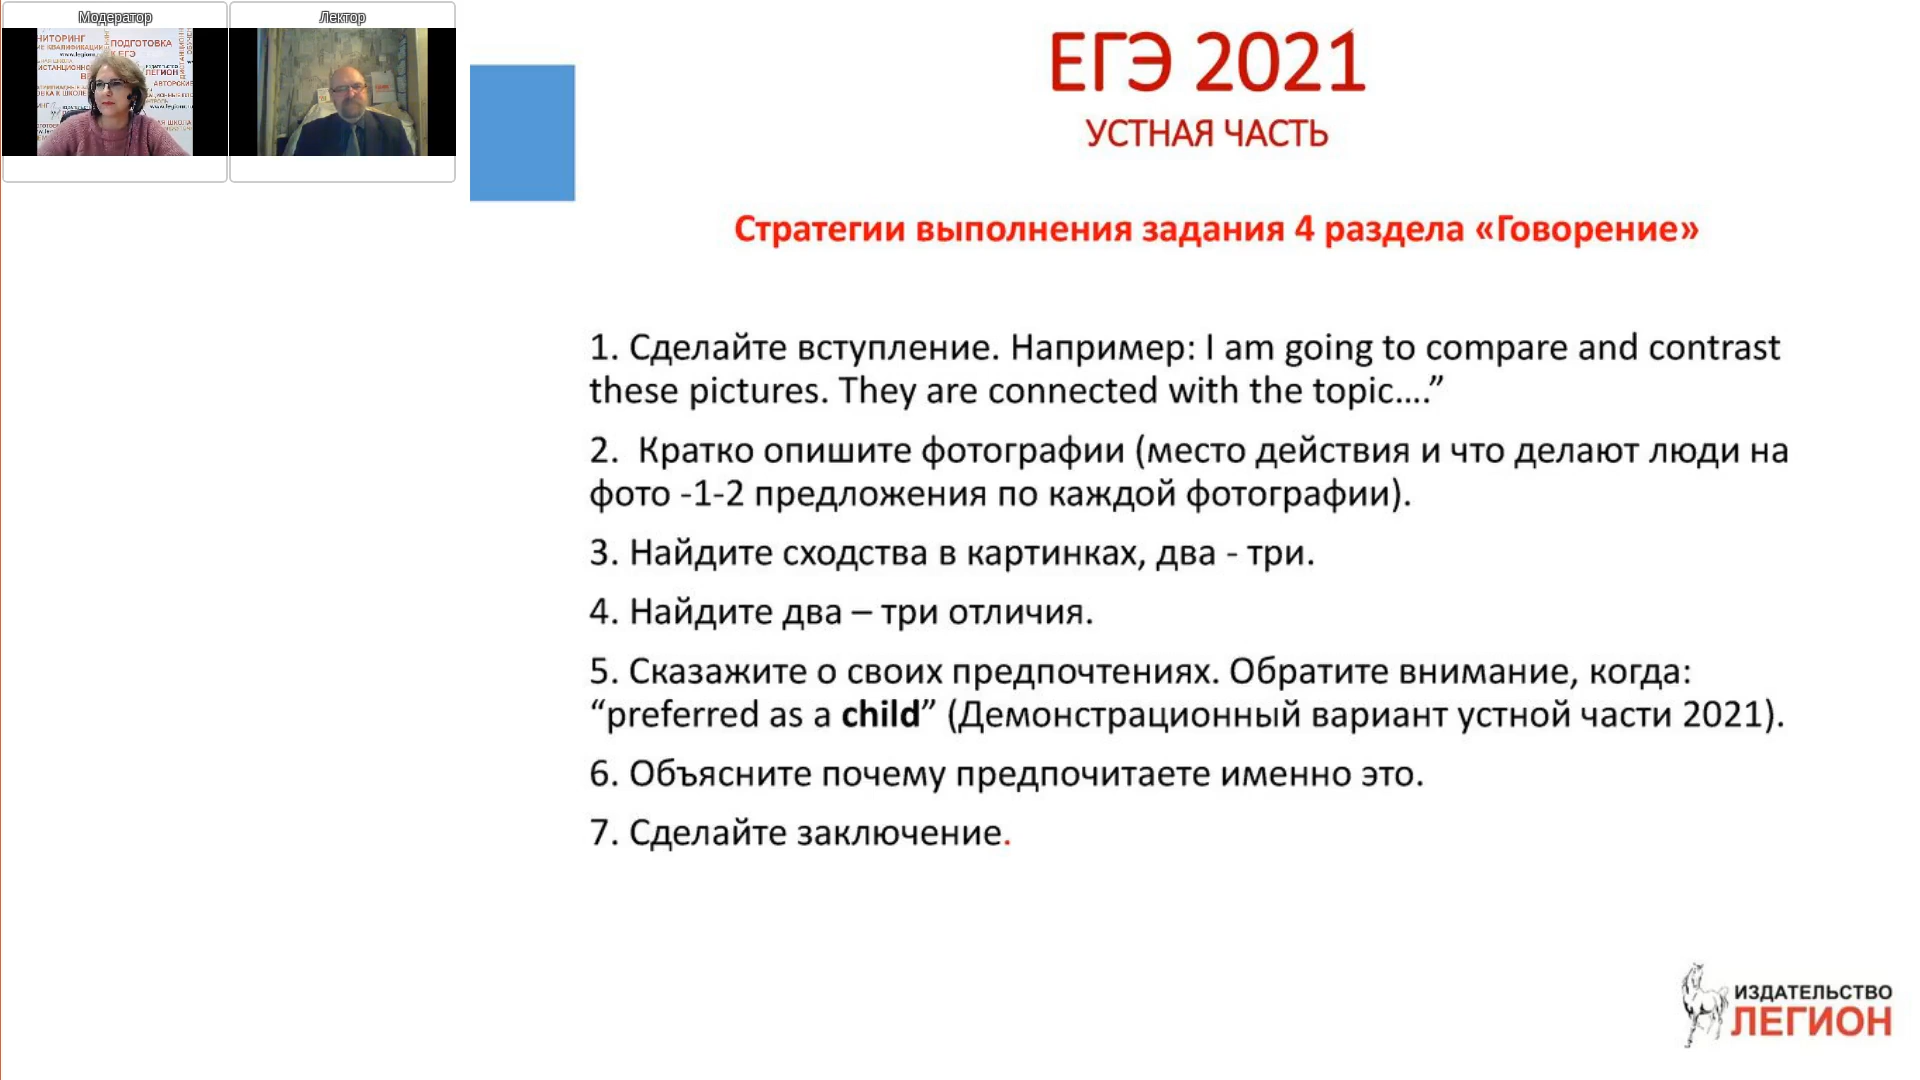 Модератор
Лектор
НИТОРИНГ
ПОДГОТОВКА
К ЕГЭ
ЛЕГИОН
ЕГЭ 2021
УСТНАЯ ЧАСТЬ
Стратегии выполнения задания 4 раздела «Говорение»
1. Сделайте вступление. Например: I am going to compare and contrast
these pictures. They are connected with the topic....”
2. Кратко опишите фотографии (место действия и что делают люди на
фото -1-2 предложения по каждой фотографии).
3. Найдите сходства в картинках, два - три.
4. Найдите два – три отличия.
5. Сказажите о своих предпочтениях. Обратите внимание, когда:
“preferred as a child” (Демонстрационный вариант устной части 2021).
6. Объясните почему предпочитаете именно это.
7. Сделайте заключение.
ИЗДАТЕЛЬСТВО
ЛЕГИОН